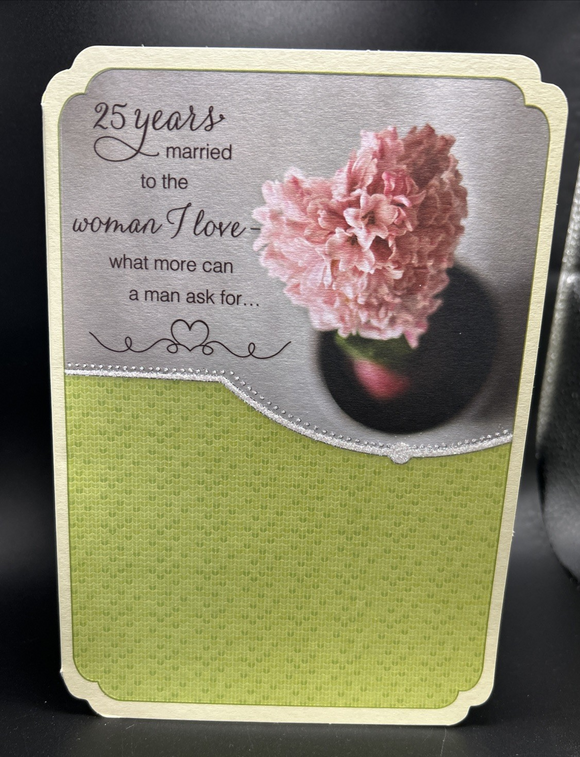 25 years
married
to the
woman I love–
what more can
a man ask for...